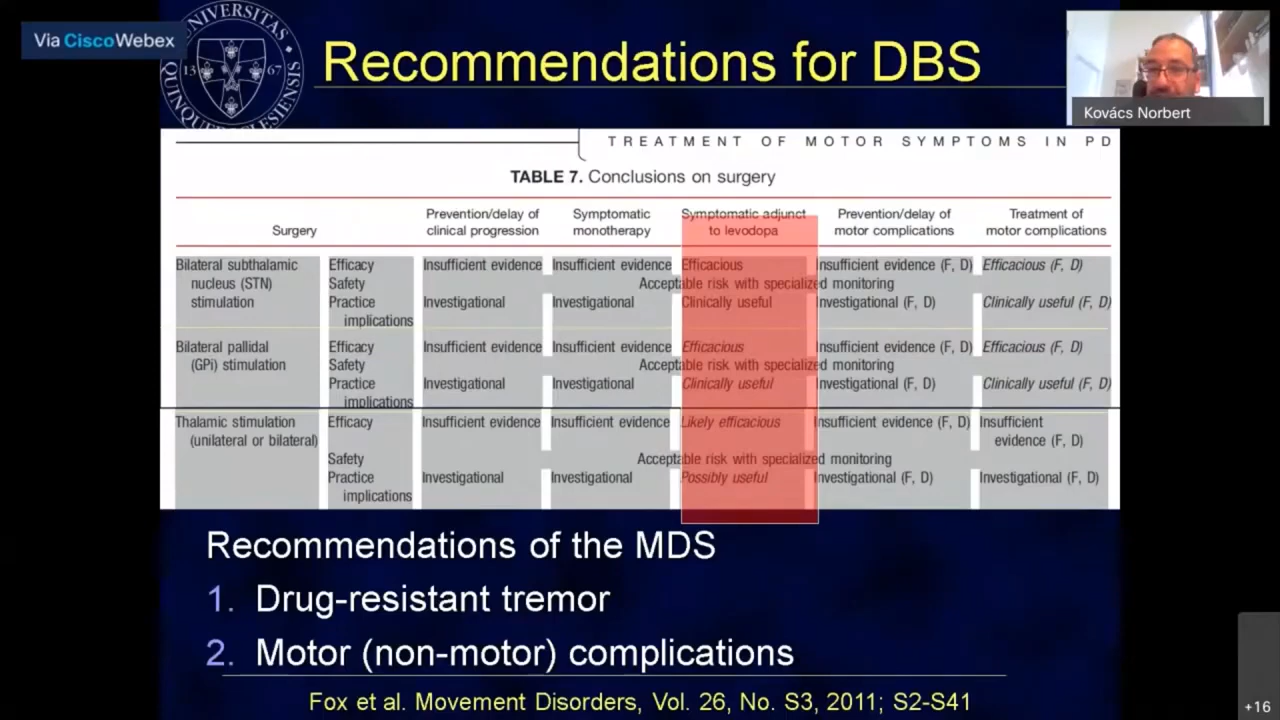 Via Cisco Webex
UNIVERSITAS
13 67
QUINQUEECCLESIENSIS
Recommendations for DBS
Kovács Norbert
TREATMENT OF MOTOR SYMPTOMS IN PD
TABLE 7. Conclusions on surgery
Surgery
Prevention/delay of
clinical progression
Symptomatic
monotherapy
Symptomatic adjunct
to levodopa
Prevention/delay of
motor complications
Treatment of
motor complications
Bilateral subthalamic Efficacy Insufficient evidence Insufficient evidence Efficacious Insufficient evidence (F, D) Efficacious (F, D)
nucleus (STN) Safety Acceptable risk with specialized monitoring
stimulation Practice Investigational Investigational Clinically useful Investigational (F, D) Clinically useful (F, D)
implications
Bilateral pallidal Efficacy Insufficient evidence Insufficient evidence Efficacious Insufficient evidence (F, D) Efficacious (F, D)
(GPi) stimulation Safety Acceptable risk with specialized monitoring
Practice Investigational Investigational Clinically useful Investigational (F, D) Clinically useful (F, D)
implications
Thalamic stimulation Efficacy Insufficient evidence Insufficient evidence Likely efficacious Insufficient evidence (F, D) Insufficient
(unilateral or bilateral) evidence (F, D)
Safety Acceptable risk with specialized monitoring
Practice Investigational Investigational Possibly useful Investigational (F, D) Investigational (F, D)
implications
Recommendations of the MDS
1. Drug-resistant tremor
2. Motor (non-motor) complications
Fox et al. Movement Disorders, Vol. 26, No. S3, 2011; S2-S41
+16